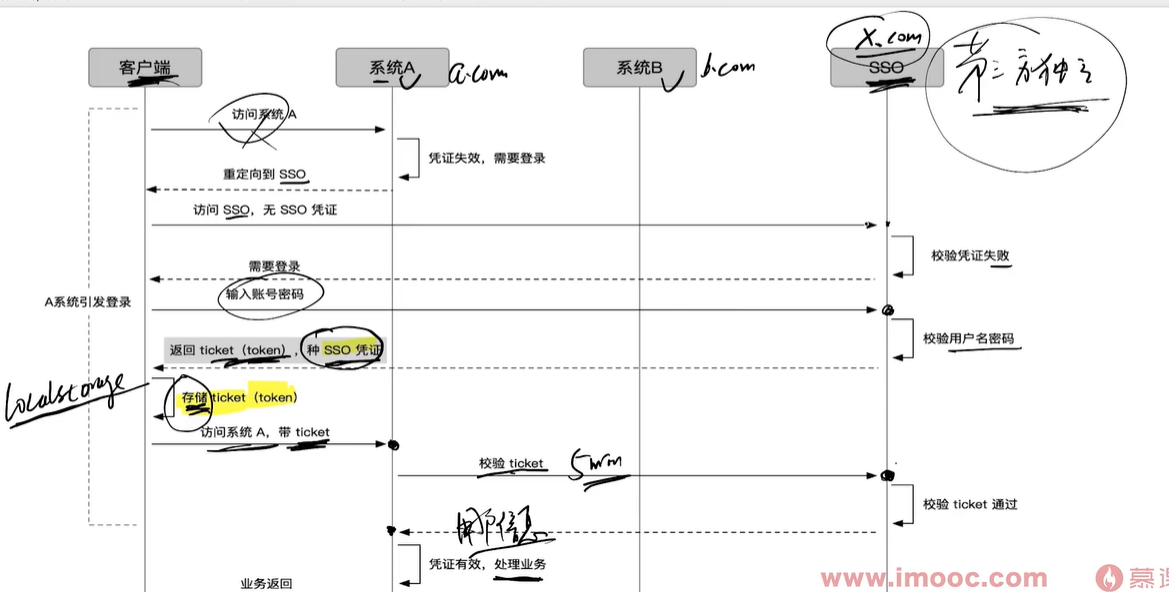 x.com
客户端
系统A
a.com
系统B
b.com
SSO
第三方独立
访问系统 A
凭证失效，需要登录
重定向到 SSO
访问 SSO，无 SSO 凭证
校验凭证失败
需要登录
A系统引发登录
输入账号密码
校验用户名密码
返回 ticket（token），种 SSO 凭证
localstorage
存储 ticket（token）
访问系统 A，带 ticket
校验 ticket
5min
校验 ticket 通过
用户信息
凭证有效，处理业务
业务返回
www.imooc.com